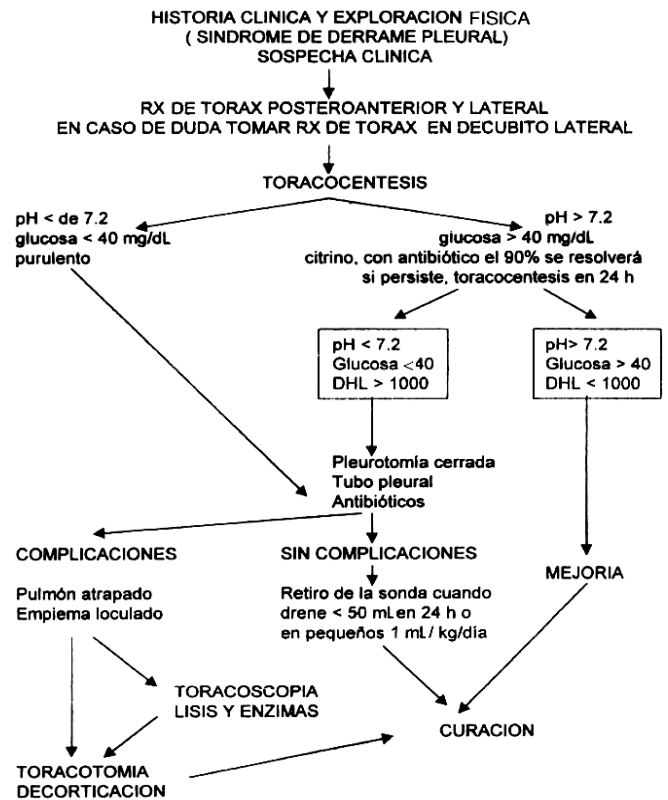 HISTORIA CLINICA Y EXPLORACION FISICA
( SINDROME DE DERRAME PLEURAL)
SOSPECHA CLINICA
RX DE TORAX POSTEROANTERIOR Y LATERAL
EN CASO DE DUDA TOMAR RX DE TORAX EN DECUBITO LATERAL
TORACOCENTESIS
pH < de 7.2
glucosa < 40 mg/dL
purulento
pH > 7.2
glucosa > 40 mg/dL
citrino, con antibiótico el 90% se resolverá
si persiste, toracocentesis en 24 h
pH < 7.2
Glucosa <40
DHL > 1000
pH> 7.2
Glucosa > 40
DHL < 1000
Pleurotomía cerrada
Tubo pleural
Antibióticos
COMPLICACIONES
Pulmón atrapado
Empiema loculado
SIN COMPLICACIONES
Retiro de la sonda cuando
drene < 50 mL en 24 h o
en pequeños 1 mL/ kg/día
MEJORIA
TORACOSCOPIA
LISIS Y ENZIMAS
CURACION
TORACOTOMIA
DECORTICACION